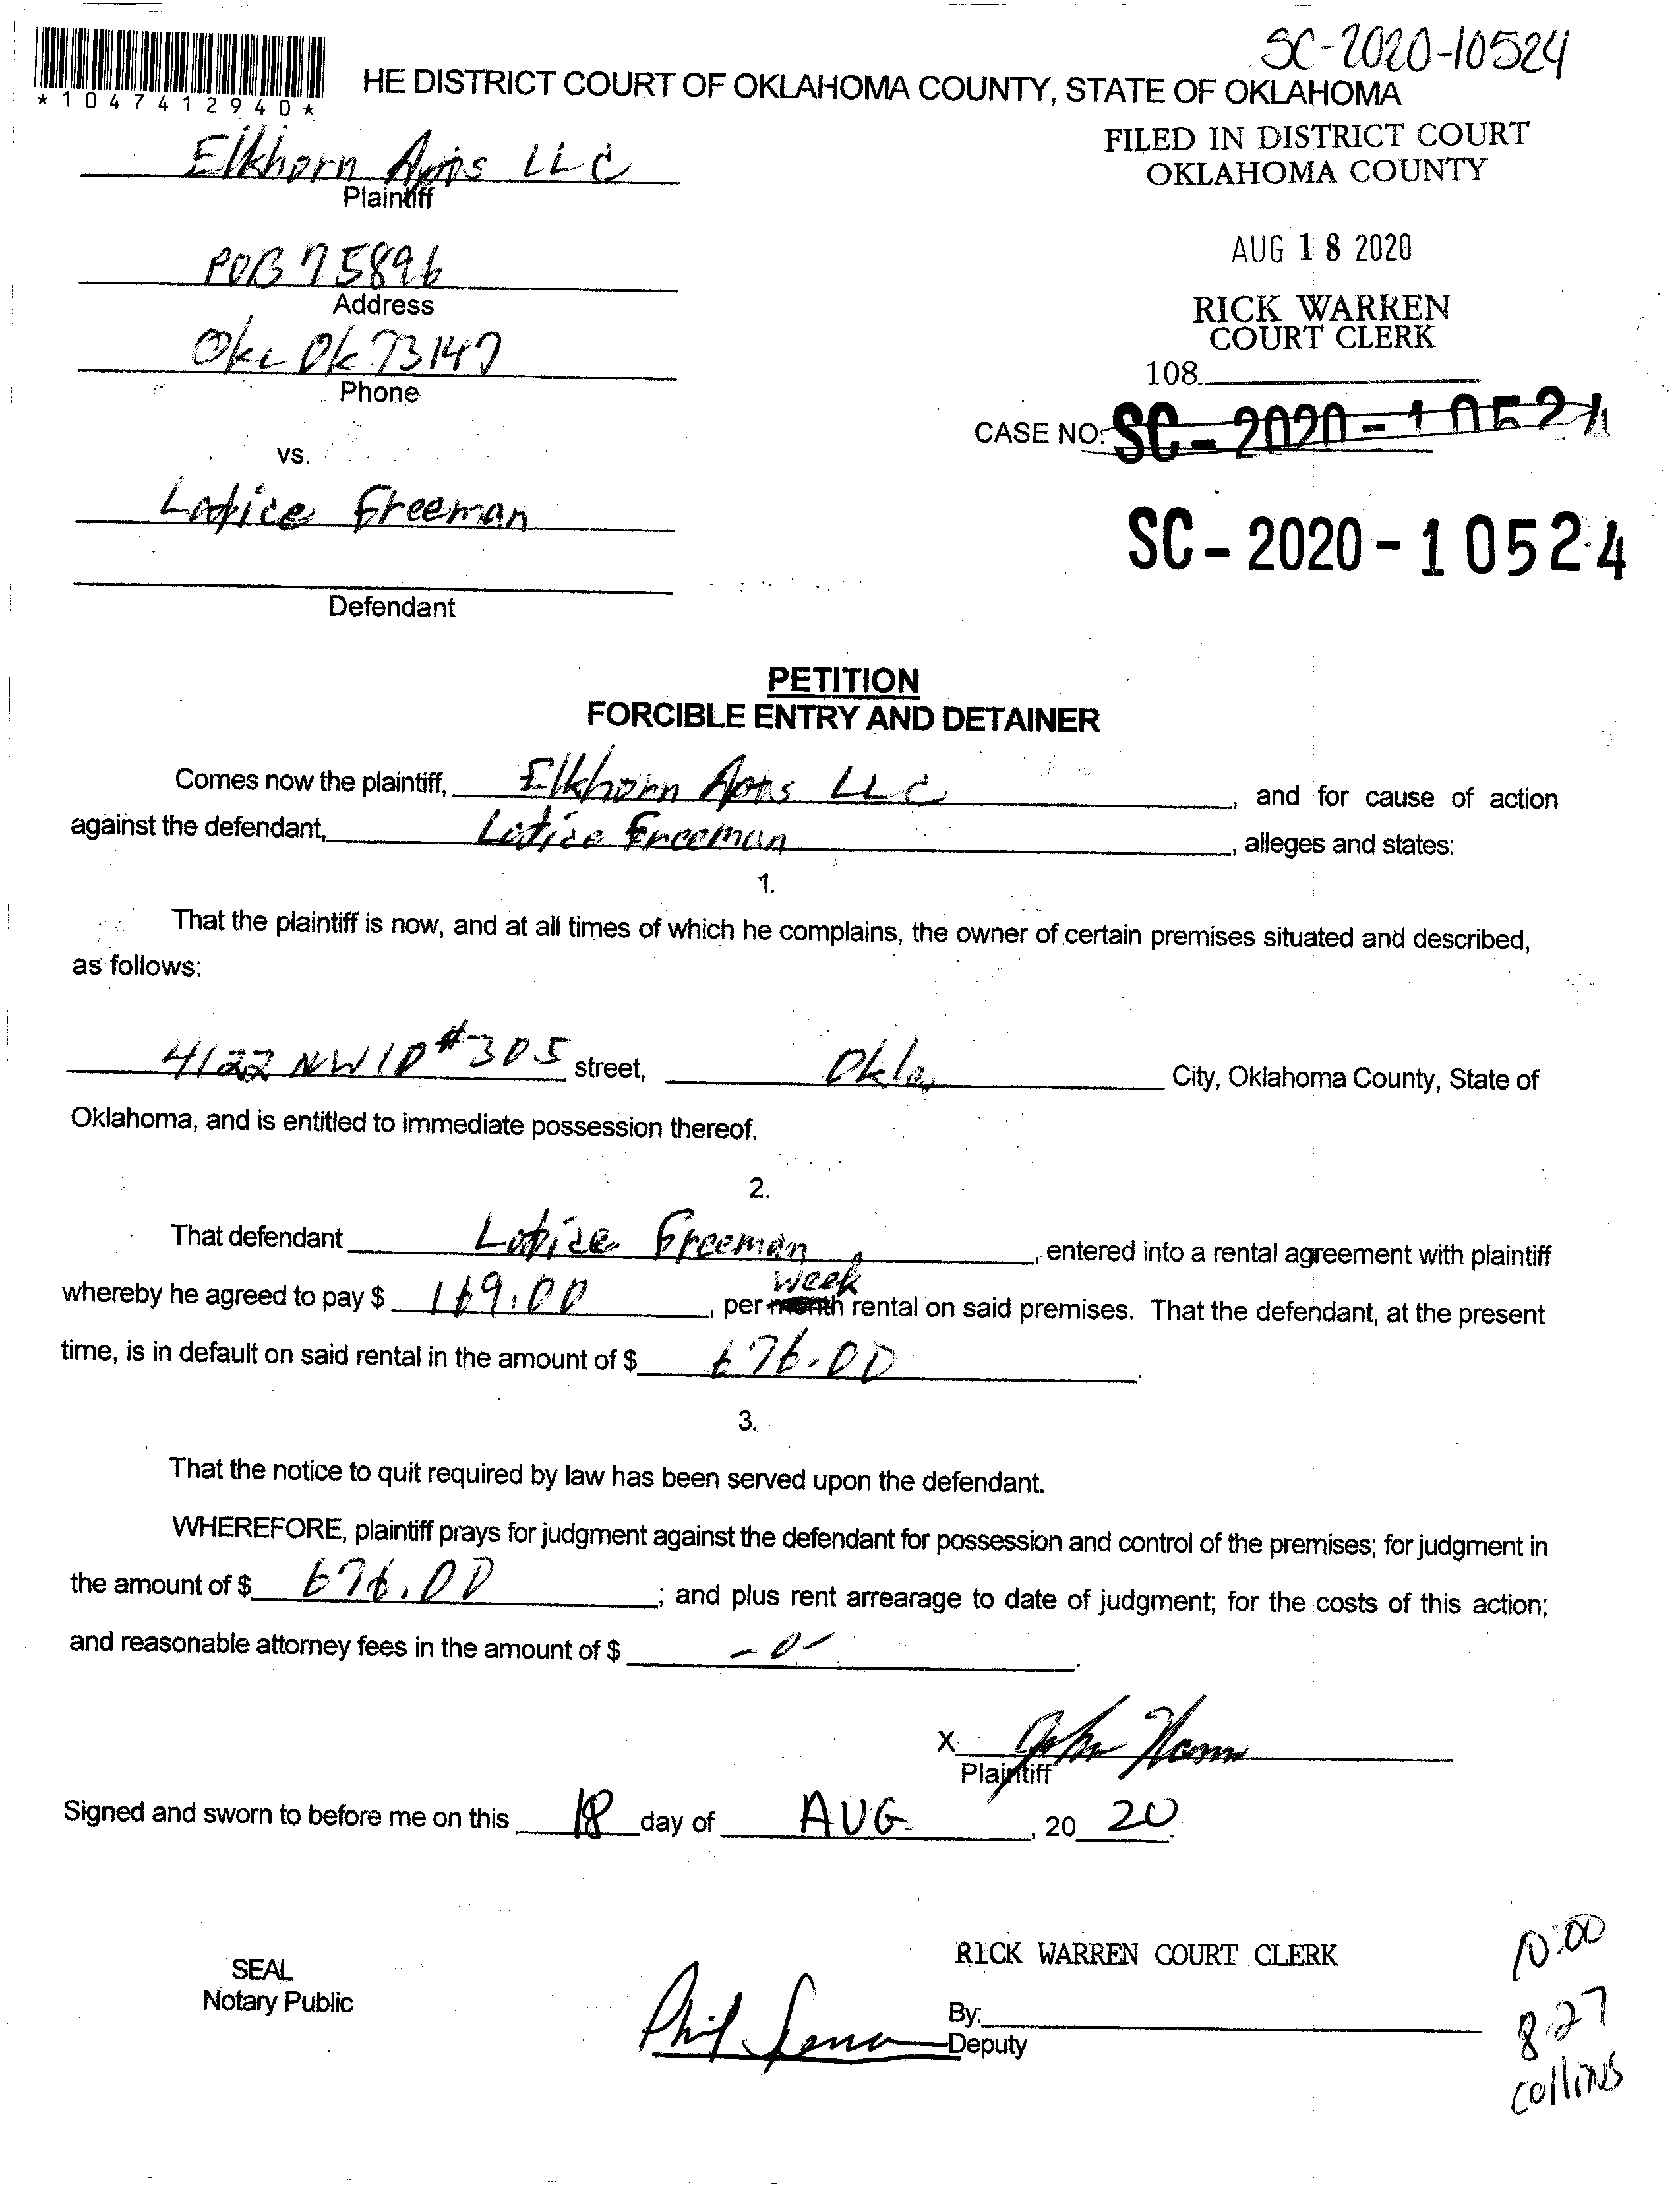 SC-2020-10524
*1047412940*
HE DISTRICT COURT OF OKLAHOMA COUNTY, STATE OF OKLAHOMA
FILED IN DISTRICT COURT
OKLAHOMA COUNTY
Elkhorn Apts LLC
Plaintiff
AUG 18 2020
POB 75896
Address
RICK WARREN
COURT CLERK
Okc Ok 73147
Phone
108
CASE NO. SC-2020-10524
vs.
Latice Freeman
SC-2020-10524
Defendant
PETITION
FORCIBLE ENTRY AND DETAINER
Comes now the plaintiff, Elkhorn Apts LLC, and for cause of action
against the defendant, Latice Freeman, alleges and states:
1.
That the plaintiff is now, and at all times of which he complains, the owner of certain premises situated and described,
as follows:
4122 NW 10 #305 street, Okla, City, Oklahoma County, State of
Oklahoma, and is entitled to immediate possession thereof.
2.
That defendant Latice Freeman, entered into a rental agreement with plaintiff
week
whereby he agreed to pay $ 169.00, per month rental on said premises. That the defendant, at the present
time, is in default on said rental in the amount of $ 676.00.
3.
That the notice to quit required by law has been served upon the defendant.
WHEREFORE, plaintiff prays for judgment against the defendant for possession and control of the premises; for judgment in
the amount of $ 676.00; and plus rent arrearage to date of judgment; for the costs of this action;
and reasonable attorney fees in the amount of $ -0-.
X John
Plaintiff
Signed and sworn to before me on this 18 day of AUG., 20 20.
SEAL
Notary Public
RICK WARREN COURT CLERK
Phil
By:
Deputy
10:00
8.27
collins